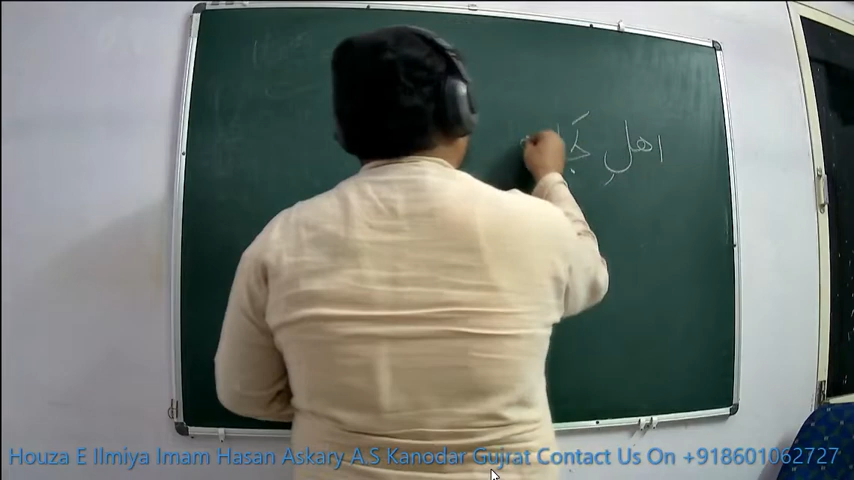 اهلِ
Houza E Ilmiya Imam Hasan Askary A.S Kanodar Gujrat Contact Us On +918601062727